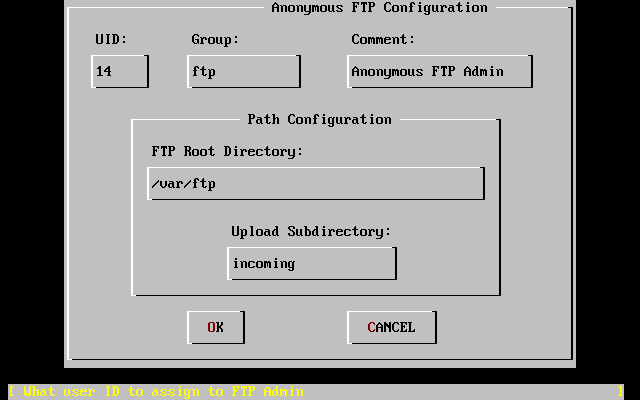 Anonymous FTP Configuration
UID: Group: Comment:
14 ftp Anonymous FTP Admin
Path Configuration
FTP Root Directory:
/var/ftp
Upload Subdirectory:
incoming
OK CANCEL
[ What user ID to assign to FTP Admin ]